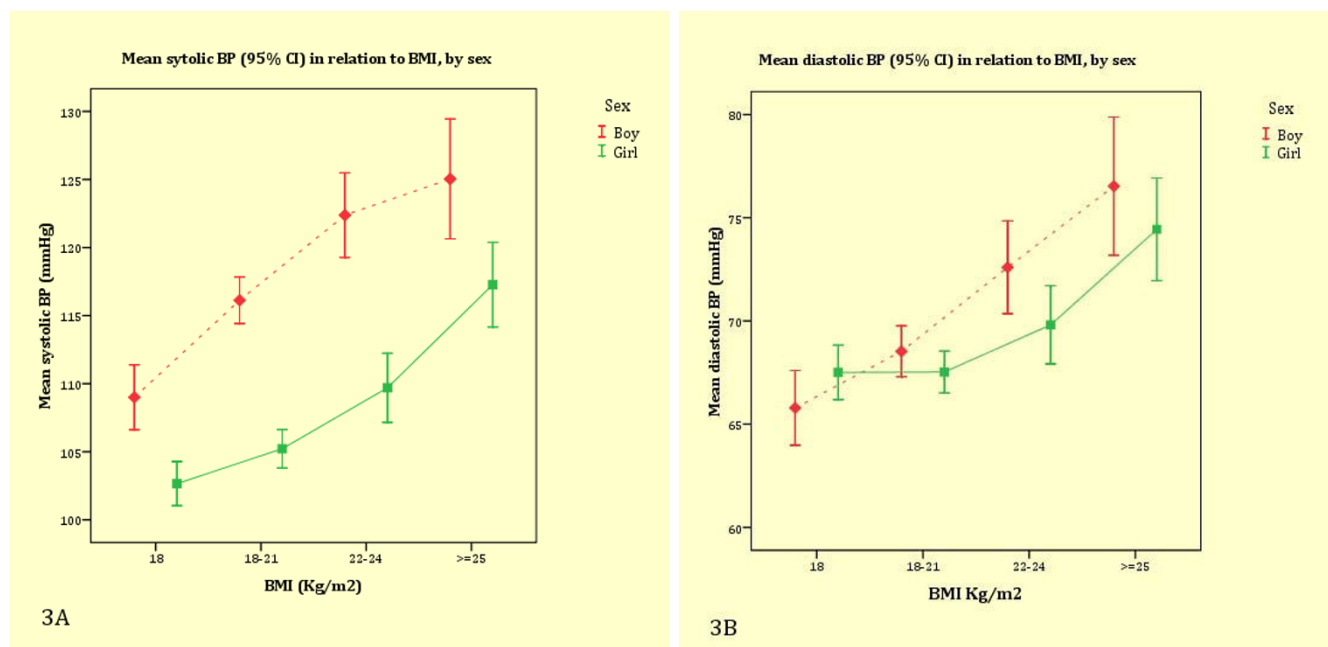 Mean sytolic BP (95% CI) in relation to BMI, by sex
Sex
Boy
Girl
130
125
120
115
110
105
100
Mean systolic BP (mmHg)
18
18-21
22-24
>=25
BMI (Kg/m2)
3A
Mean diastolic BP (95% CI) in relation to BMI, by sex
Sex
Boy
Girl
80
75
70
65
60
Mean diastolic BP (mmHg)
18
18-21
22-24
>=25
BMI Kg/m2
3B